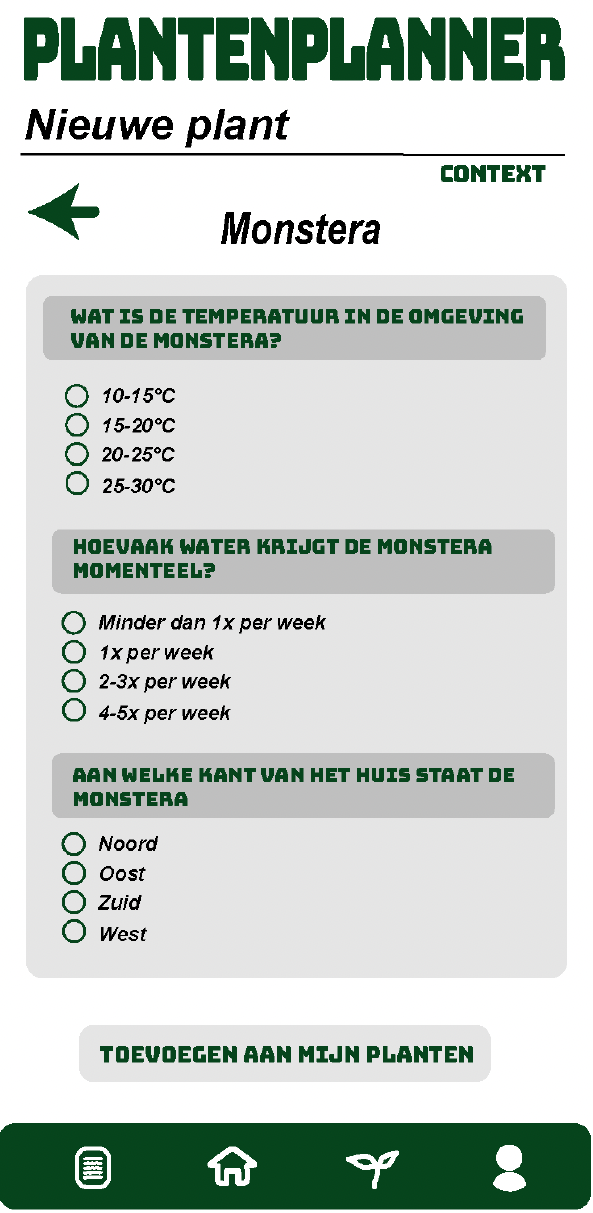 PLANTENPLANNER
Nieuwe plant
CONTEXT
Monstera
WAT IS DE TEMPERATUUR IN DE OMGEVING
VAN DE MONSTERA?
10-15°C
15-20°C
20-25°C
25-30°C
HOEVAAK WATER KRIJGT DE MONSTERA
MOMENTEEL?
Minder dan 1x per week
1x per week
2-3x per week
4-5x per week
AAN WELKE KANT VAN HET HUIS STAAT DE
MONSTERA
Noord
Oost
Zuid
West
TOEVOEGEN AAN MIJN PLANTEN